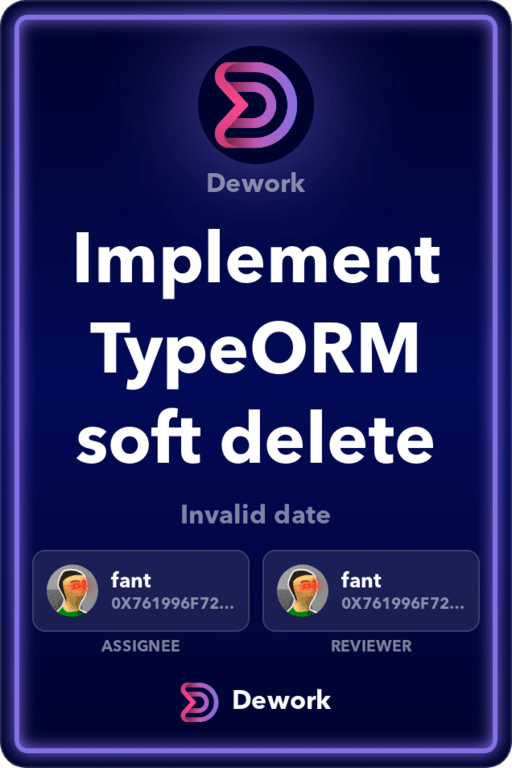 Dework
Implement
TypeORM
soft delete
Invalid date
fant
0X761996F72...
ASSIGNEE
fant
0X761996F72...
REVIEWER
Dework